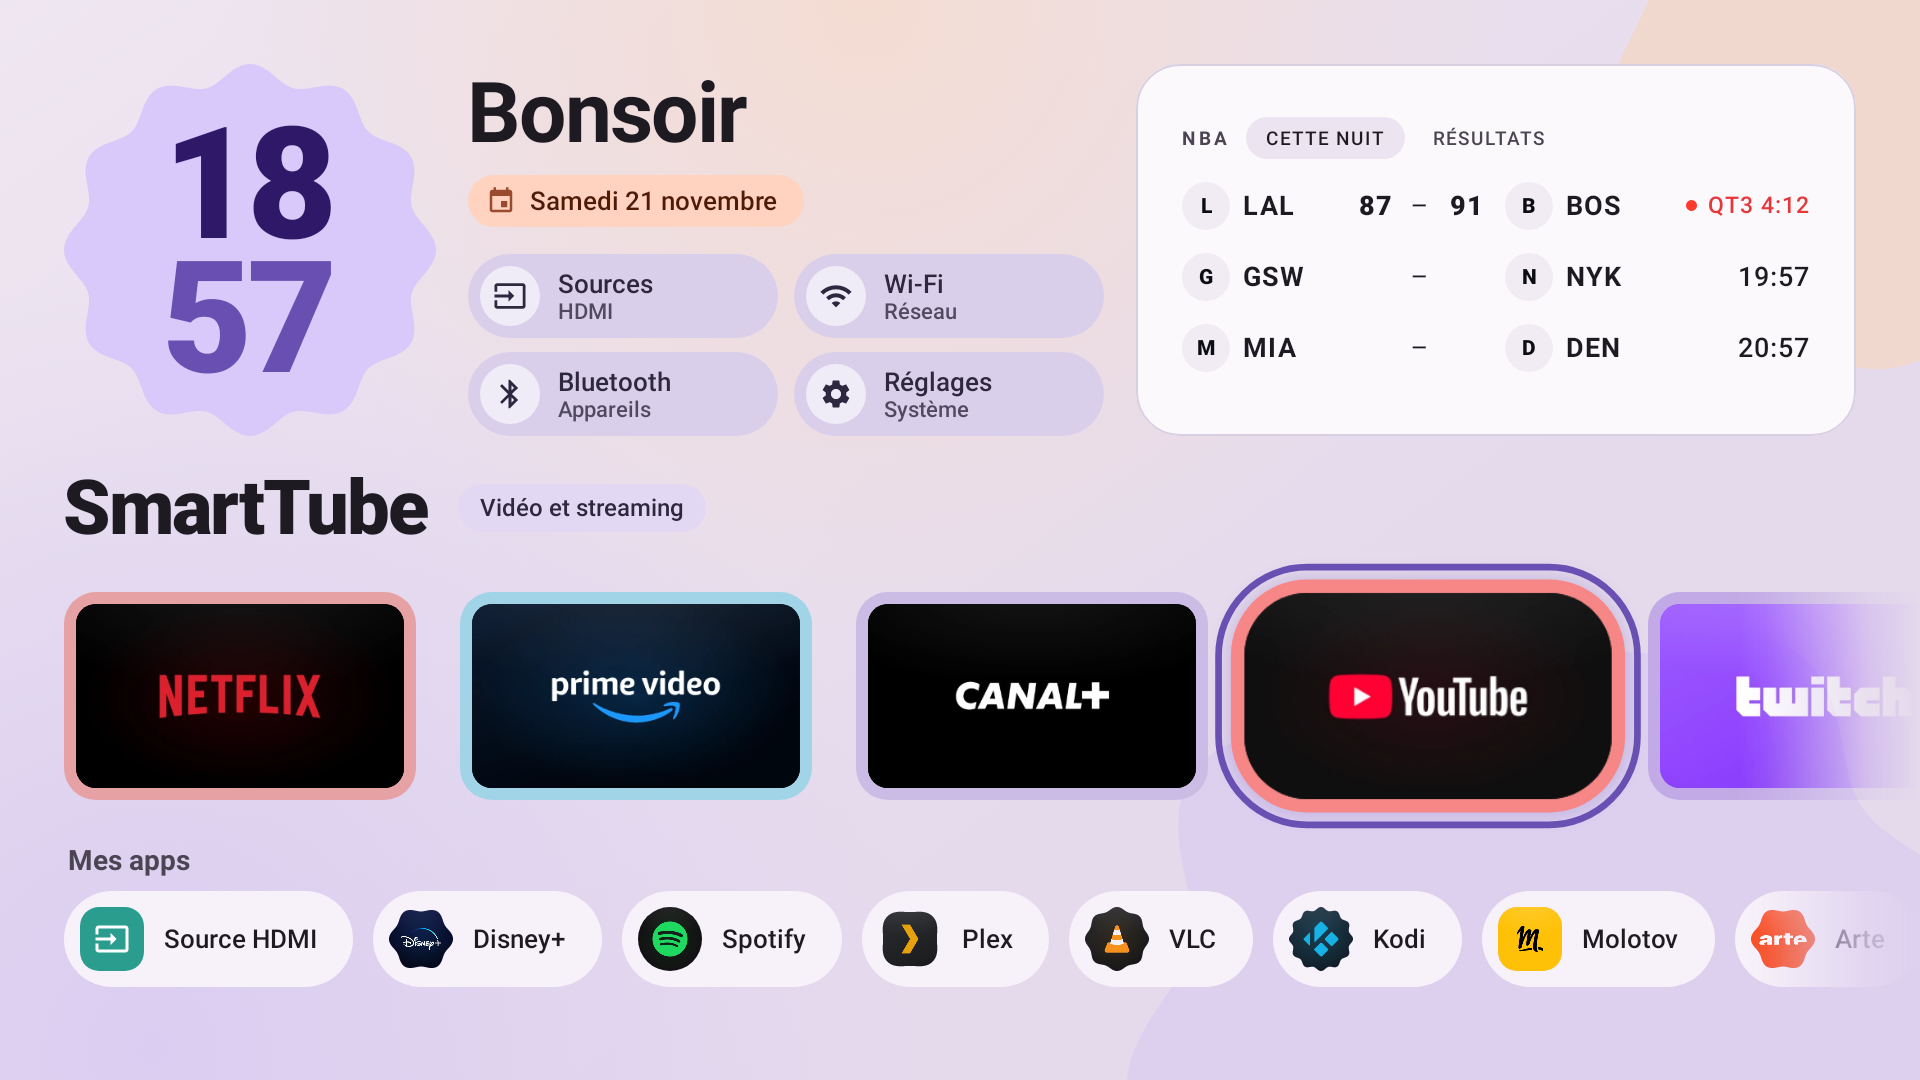 18
57
Bonsoir
Samedi 21 novembre
Sources
HDMI
Wi-Fi
Réseau
Bluetooth
Appareils
Réglages
Système
NBA CETTE NUIT RÉSULTATS
L LAL 87 – 91 B BOS QT3 4:12
G GSW – N NYK 19:57
M MIA – D DEN 20:57
SmartTube
Vidéo et streaming
NETFLIX
prime video
CANAL+
YouTube
twitch
Mes apps
Source HDMI
Disney+
Disney+
Spotify
Plex
VLC
Kodi
M
Molotov
arte
Arte